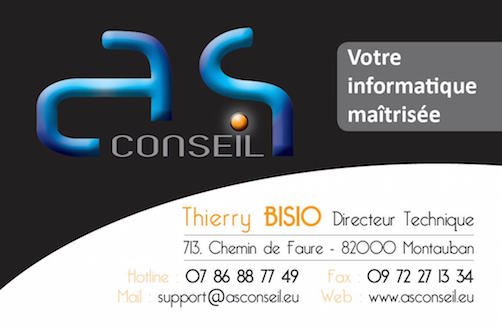 as
CONSEIL
Votre
informatique
maîtrisée
Thierry BISIO Directeur Technique
713, Chemin de Faure - 82000 Montauban
Hotline : 07 86 88 77 49 Fax : 09 72 27 13 34
Mail : support@asconseil.eu Web : www.asconseil.eu